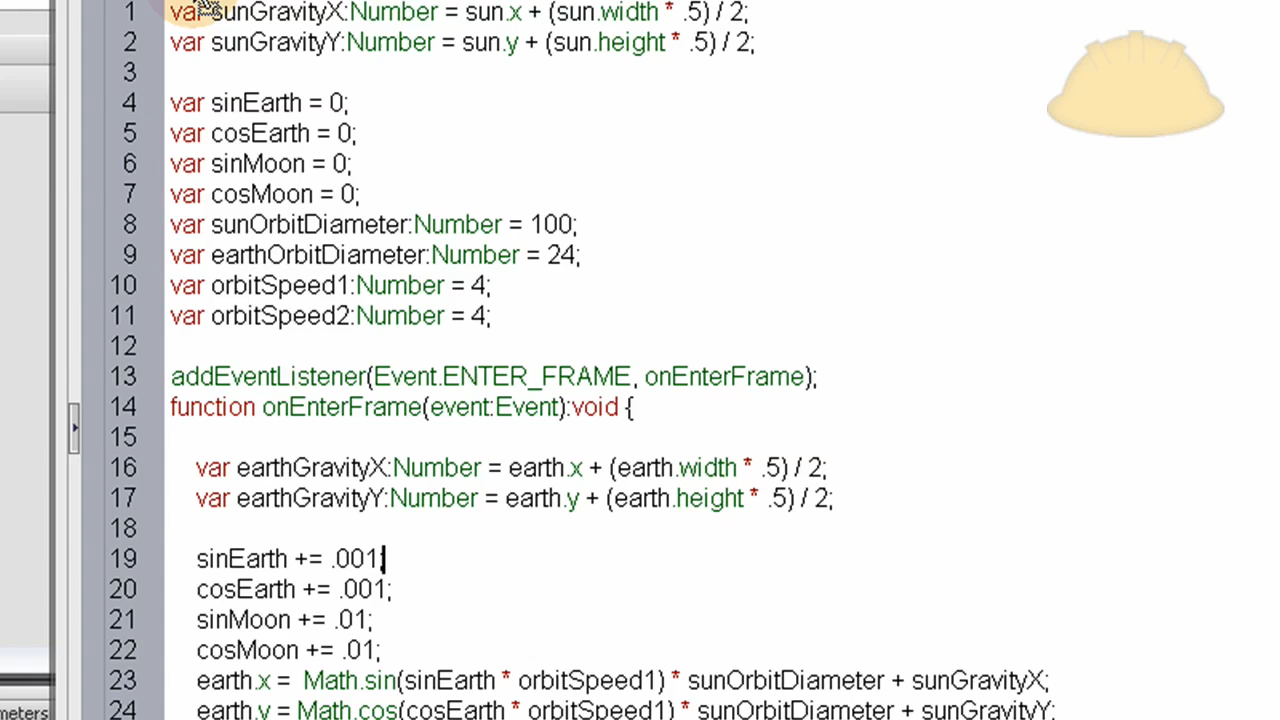 1 var sunGravityX:Number = sun.x + (sun.width * .5) / 2;
2 var sunGravityY:Number = sun.y + (sun.height * .5) / 2;
3
4 var sinEarth = 0;
5 var cosEarth = 0;
6 var sinMoon = 0;
7 var cosMoon = 0;
8 var sunOrbitDiameter:Number = 100;
9 var earthOrbitDiameter:Number = 24;
10 var orbitSpeed1:Number = 4;
11 var orbitSpeed2:Number = 4;
12
13 addEventListener(Event.ENTER_FRAME, onEnterFrame);
14 function onEnterFrame(event:Event):void {
15
16 var earthGravityX:Number = earth.x + (earth.width * .5) / 2;
17 var earthGravityY:Number = earth.y + (earth.height * .5) / 2;
18
19 sinEarth += .001;
20 cosEarth += .001;
21 sinMoon += .01;
22 cosMoon += .01;
23 earth.x = Math.sin(sinEarth * orbitSpeed1) * sunOrbitDiameter + sunGravityX;
24 earth.y = Math.cos(cosEarth * orbitSpeed1) * sunOrbitDiameter + sunGravityY;
meters